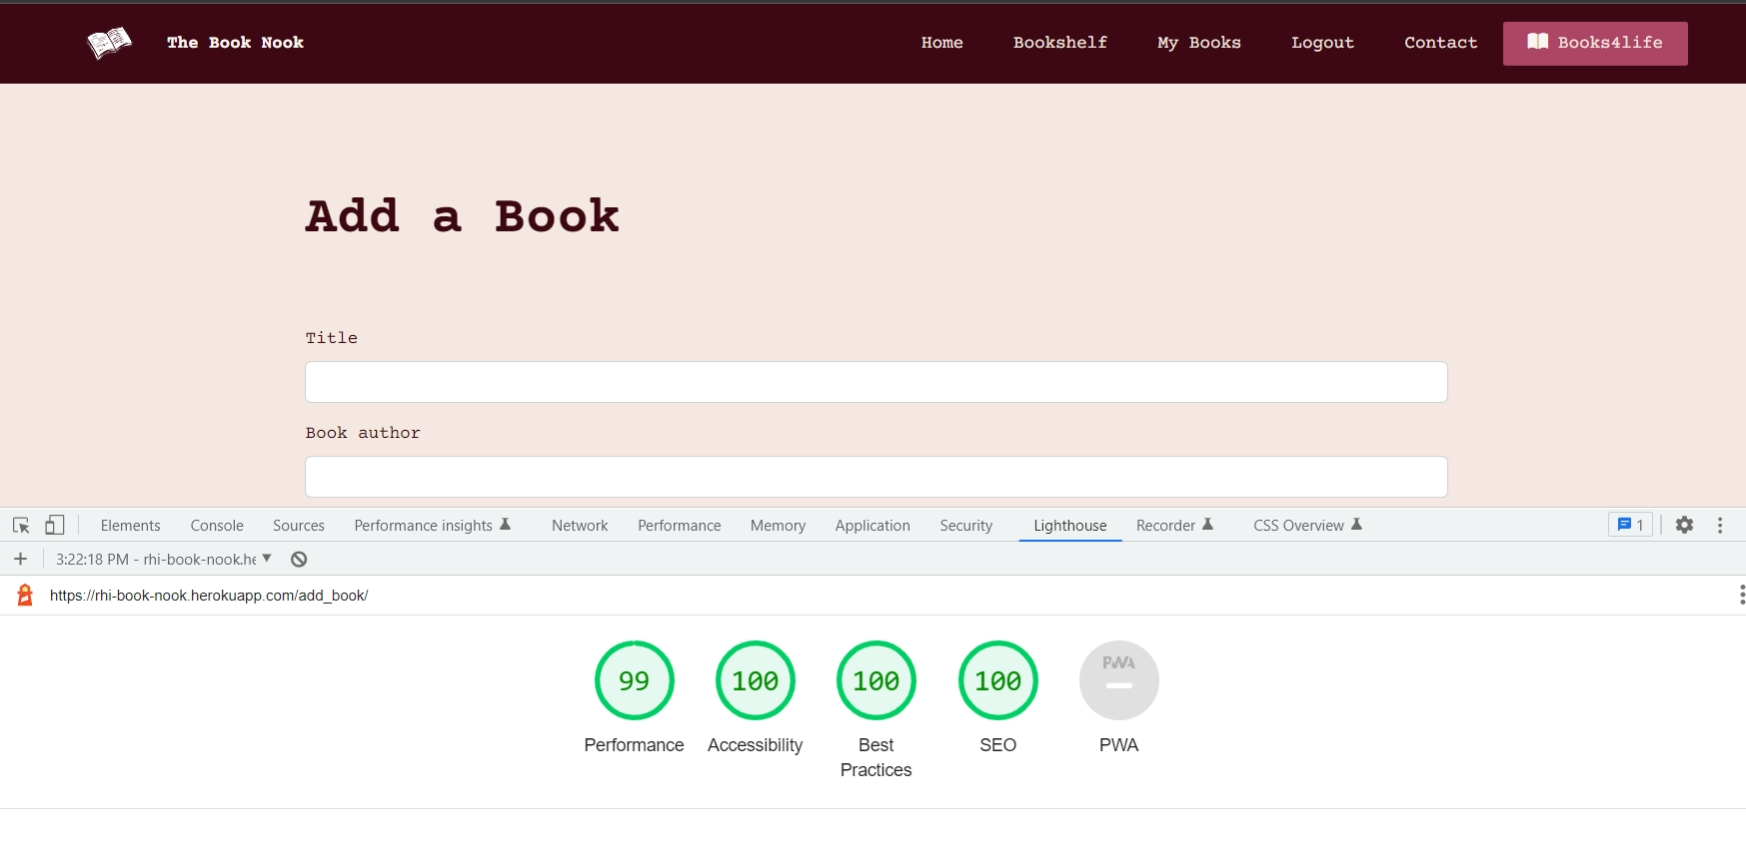 The Book Nook Home Bookshelf My Books Logout Contact Books4life
Add a Book
Title
Book author
Elements Console Sources Performance insights Network Performance Memory Application Security Lighthouse Recorder CSS Overview 1
3:22:18 PM - rhi-book-nook.he
https://rhi-book-nook.herokuapp.com/add_book/
99 100 100 100 PWA
Performance Accessibility Best Practices SEO PWA